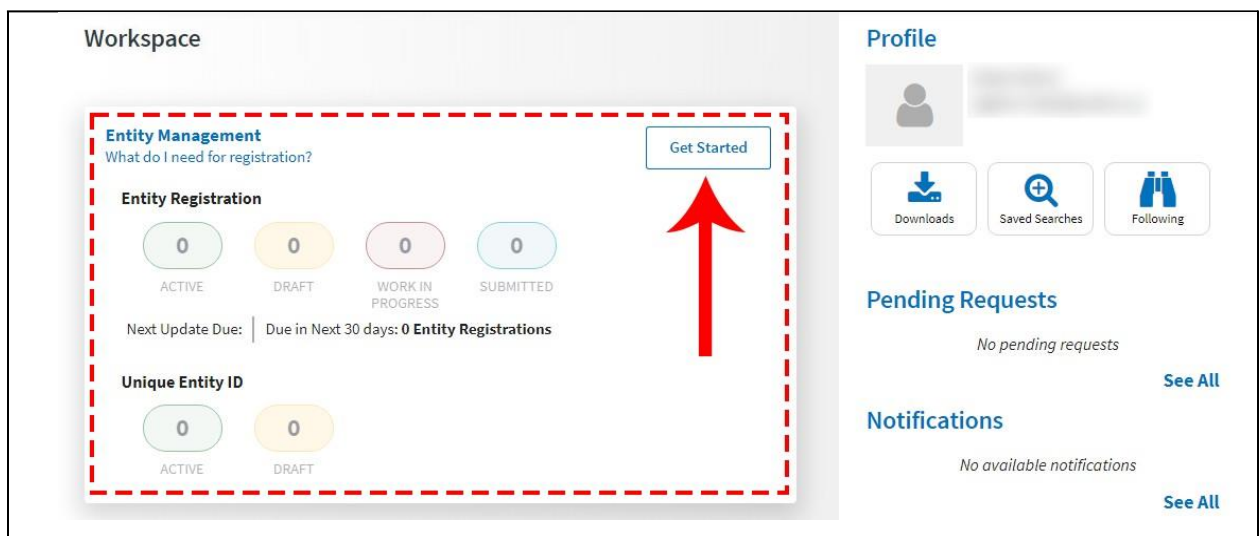 Workspace
Entity Management
What do I need for registration?
Get Started
Entity Registration
0 0 0 0
ACTIVE DRAFT WORK IN PROGRESS SUBMITTED
Next Update Due: Due in Next 30 days: 0 Entity Registrations
Unique Entity ID
0 0
ACTIVE DRAFT
Profile
Downloads Saved Searches Following
Pending Requests
No pending requests
See All
Notifications
No available notifications
See All